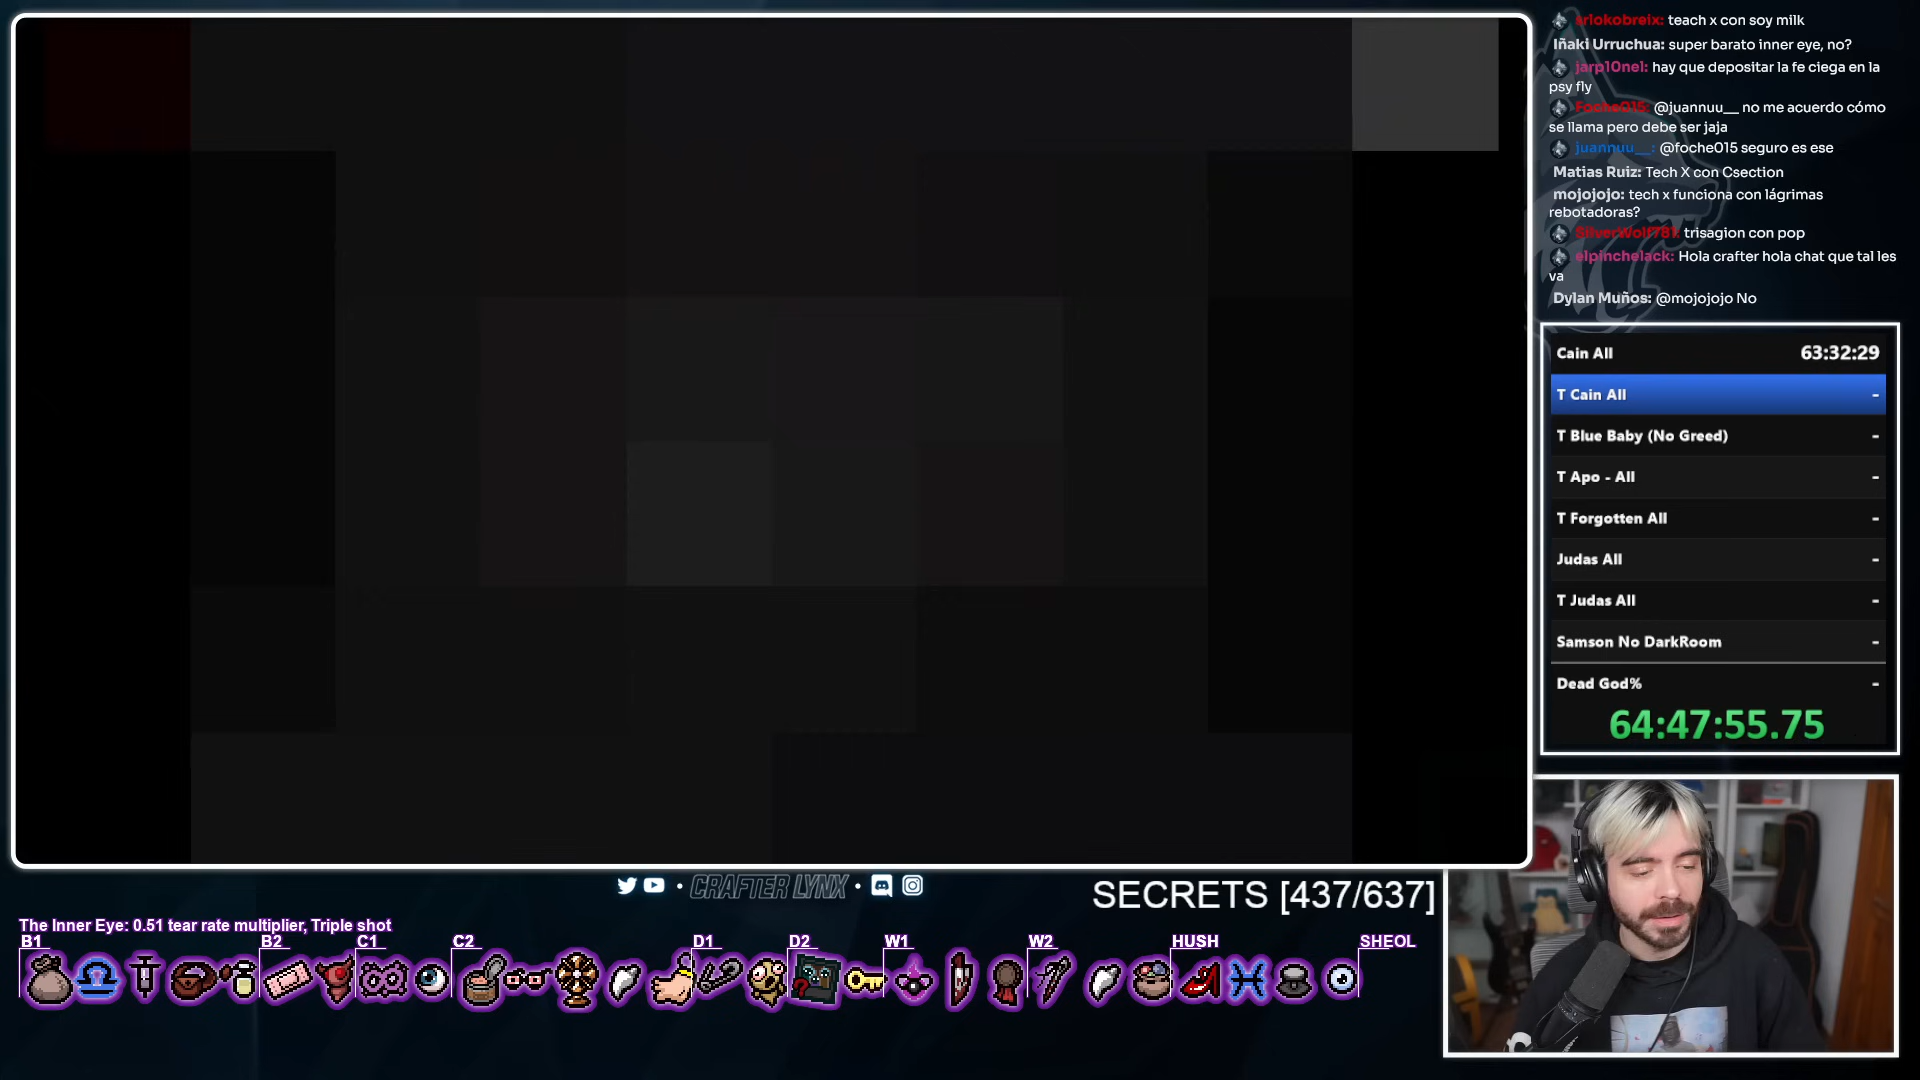 erlokobreix: teach x con soy milk
Iñaki Urruchua: super barato inner eye, no?
jarp10nel: hay que depositar la fe ciega en la
psy fly
Foche015: @juannuu__ no me acuerdo cómo
se llama pero debe ser jaja
juannuu__: @foche015 seguro es ese
Matias Ruiz: Tech X con Csection
mojojojo: tech x funciona con lágrimas
rebotadoras?
SilverWolf781: trisagion con pop
elpinchelack: Hola crafter hola chat que tal les
va
Dylan Muños: @mojojojo No
Cain All 63:32:29
T Cain All -
T Blue Baby (No Greed) -
T Apo - All -
T Forgotten All -
Judas All -
T Judas All -
Samson No DarkRoom -
Dead God% -
64:47:55.75
CRAFTER LYNX
SECRETS [437/637]
The Inner Eye: 0.51 tear rate multiplier, Triple shot
B1 B2 C1 C2 D1 D2 W1 W2 HUSH SHEOL